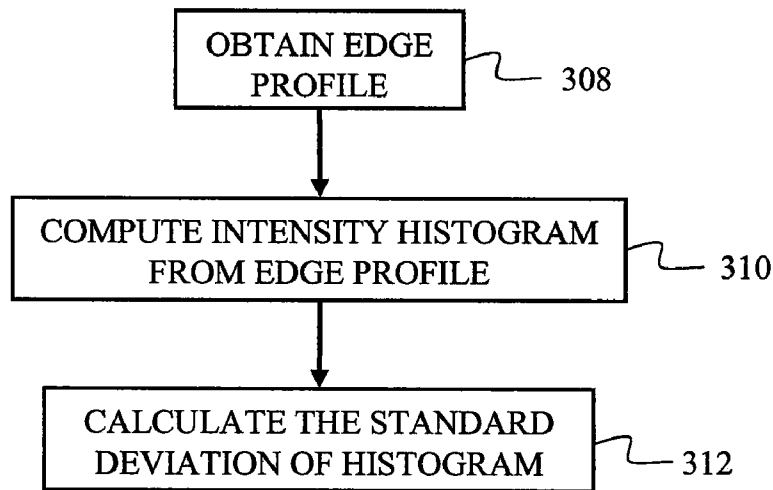 OBTAIN EDGE
PROFILE
308
COMPUTE INTENSITY HISTOGRAM
FROM EDGE PROFILE
310
CALCULATE THE STANDARD
DEVIATION OF HISTOGRAM
312